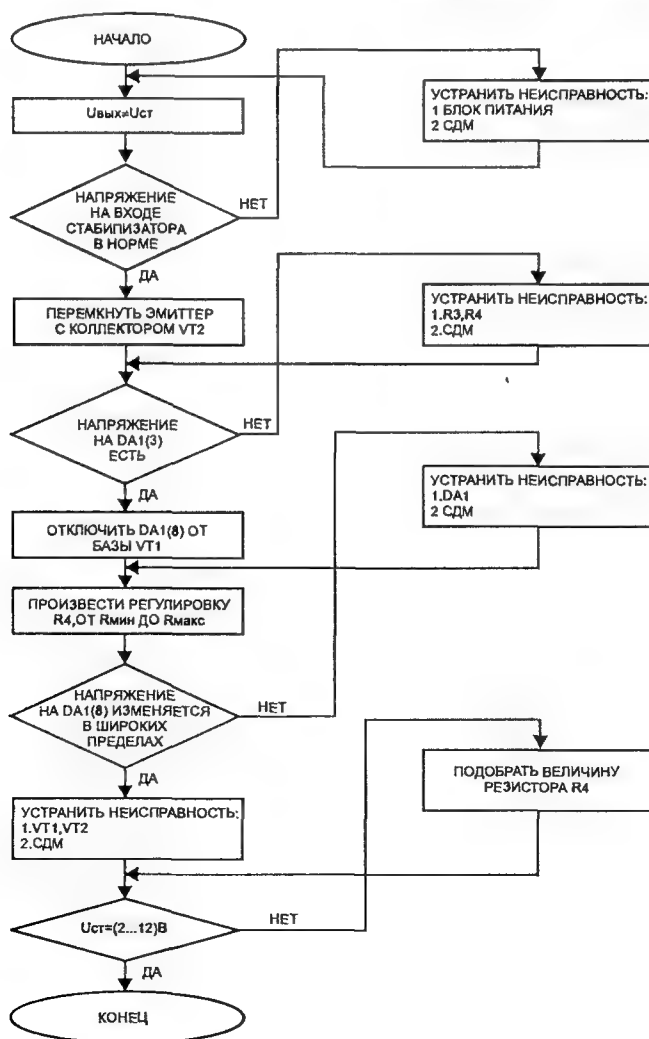 НАЧАЛО
Uвых≠Uст
УСТРАНИТЬ НЕИСПРАВНОСТЬ:
1 БЛОК ПИТАНИЯ
2 СДМ
НАПРЯЖЕНИЕ
НА ВХОДЕ
СТАБИПИЗАТОРА
В НОРМЕ
НЕТ
ДА
ПЕРЕМКНУТЬ ЭМИТТЕР
С КОЛЛЕКТОРОМ VT2
УСТРАНИТЬ НЕИСПРАВНОСТЬ:
1.R3,R4
2.СДМ
НАПРЯЖЕНИЕ
НА DA1(3)
ЕСТЬ
НЕТ
ДА
ОТКЛЮЧИТЬ DA1(8) ОТ
БАЗЫ VT1
УСТРАНИТЬ НЕИСПРАВНОСТЬ:
1.DA1
2 СДМ
ПРОИЗВЕСТИ РЕГУЛИРОВКУ
R4,ОТ Rмин ДО Rмакс
НАПРЯЖЕНИЕ
НА DA1(8) ИЗМЕНЯЕТСЯ
В ШИРОКИХ
ПРЕДЕЛАХ
НЕТ
ДА
УСТРАНИТЬ НЕИСПРАВНОСТЬ:
1.VT1,VT2
2.СДМ
ПОДОБРАТЬ ВЕЛИЧИНУ
РЕЗИСТОРА R4
Uст=(2...12)В
НЕТ
ДА
КОНЕЦ